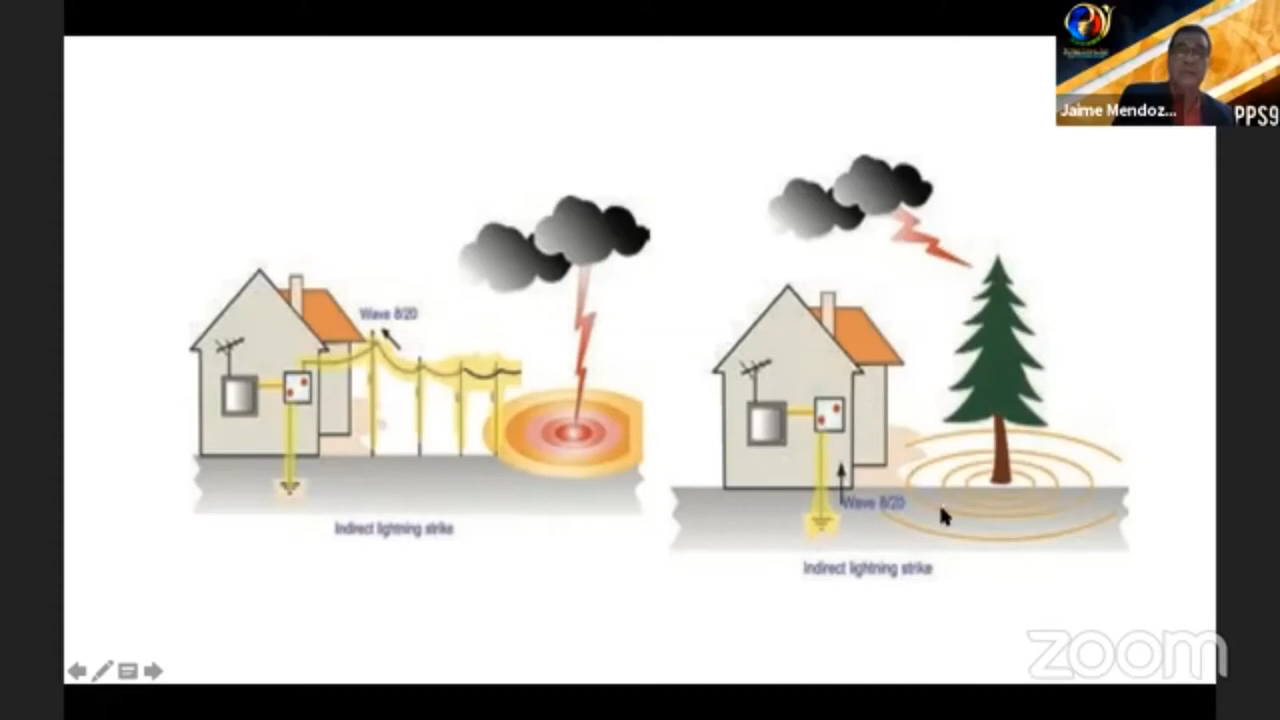 Jaime Mendoz...
PPS9
Wave 8/20
Wave 8/20
Indirect lightning strike
Indirect lightning strike
zoom